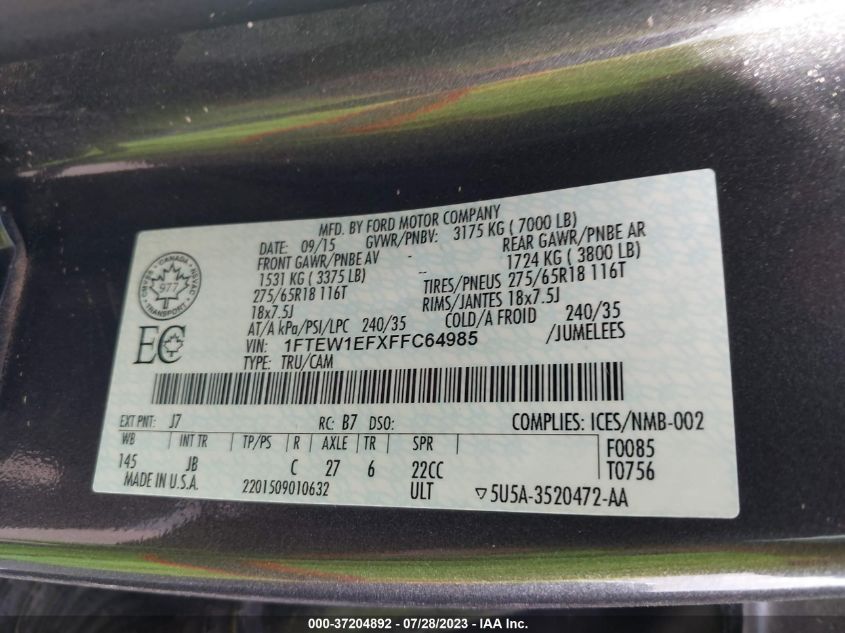 MFD. BY FORD MOTOR COMPANY
DATE: 09/15 GVWR/PNBV: 3175 KG ( 7000 LB)
FRONT GAWR/PNBE AV - REAR GAWR/PNBE AR
1531 KG ( 3375 LB) -- 1724 KG ( 3800 LB)
275/65R18 116T TIRES/PNEUS 275/65R18 116T
18x7.5J RIMS/JANTES 18x7.5J
AT/A kPa/PSI/LPC 240/35 COLD/A FROID 240/35
VIN: 1FTEW1EFXFFC64985 /JUMELEES
TYPE: TRU/CAM
CANADA
TRANSPORT
977
EC
EXT PNT: J7 RC: B7 DSO: COMPLIES: ICES/NMB-002
WB INT TR TP/PS R AXLE TR SPR F0085
145 JB C 27 6 22CC T0756
MADE IN U.S.A. 2201509010632 ULT 5U5A-3520472-AA
000-37204892 - 07/28/2023 - IAA Inc.